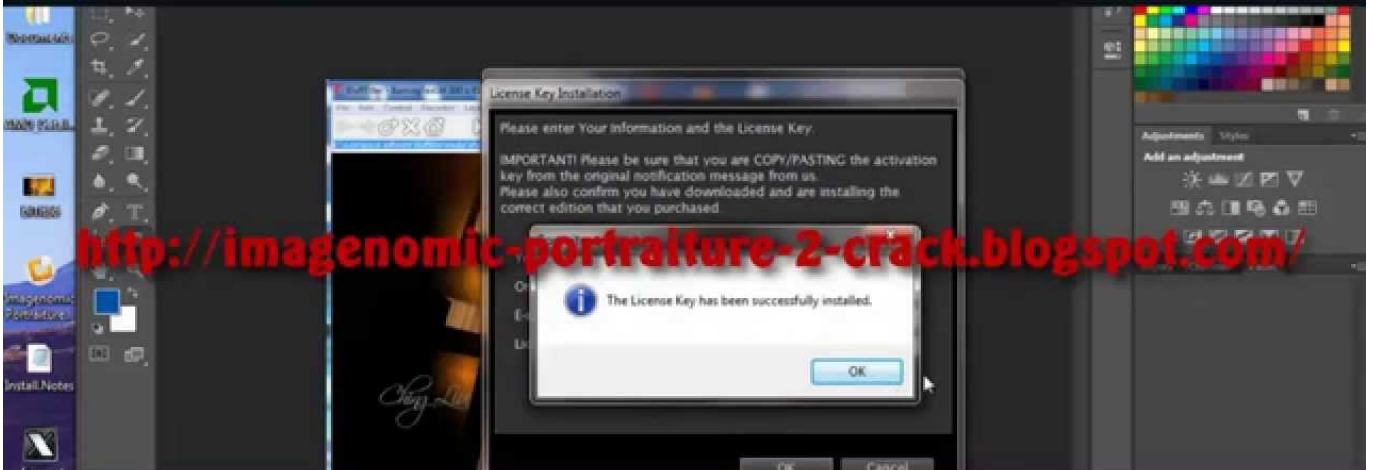 License Key Installation
Please enter Your Information and the License Key.
IMPORTANT! Please be sure that you are COPY/PASTING the activation
key from the original notification message from us.
Please also confirm you have downloaded and are installing the
correct edition that you purchased
http://imagenomic-portraiture-2-crack.blogspot.com/
The License Key has been successfully installed.
OK
OK
Cancel
Adjustments
Styles
Add an adjustment
Imagenomic
Portraiture...
Install.Notes
Ching Liu